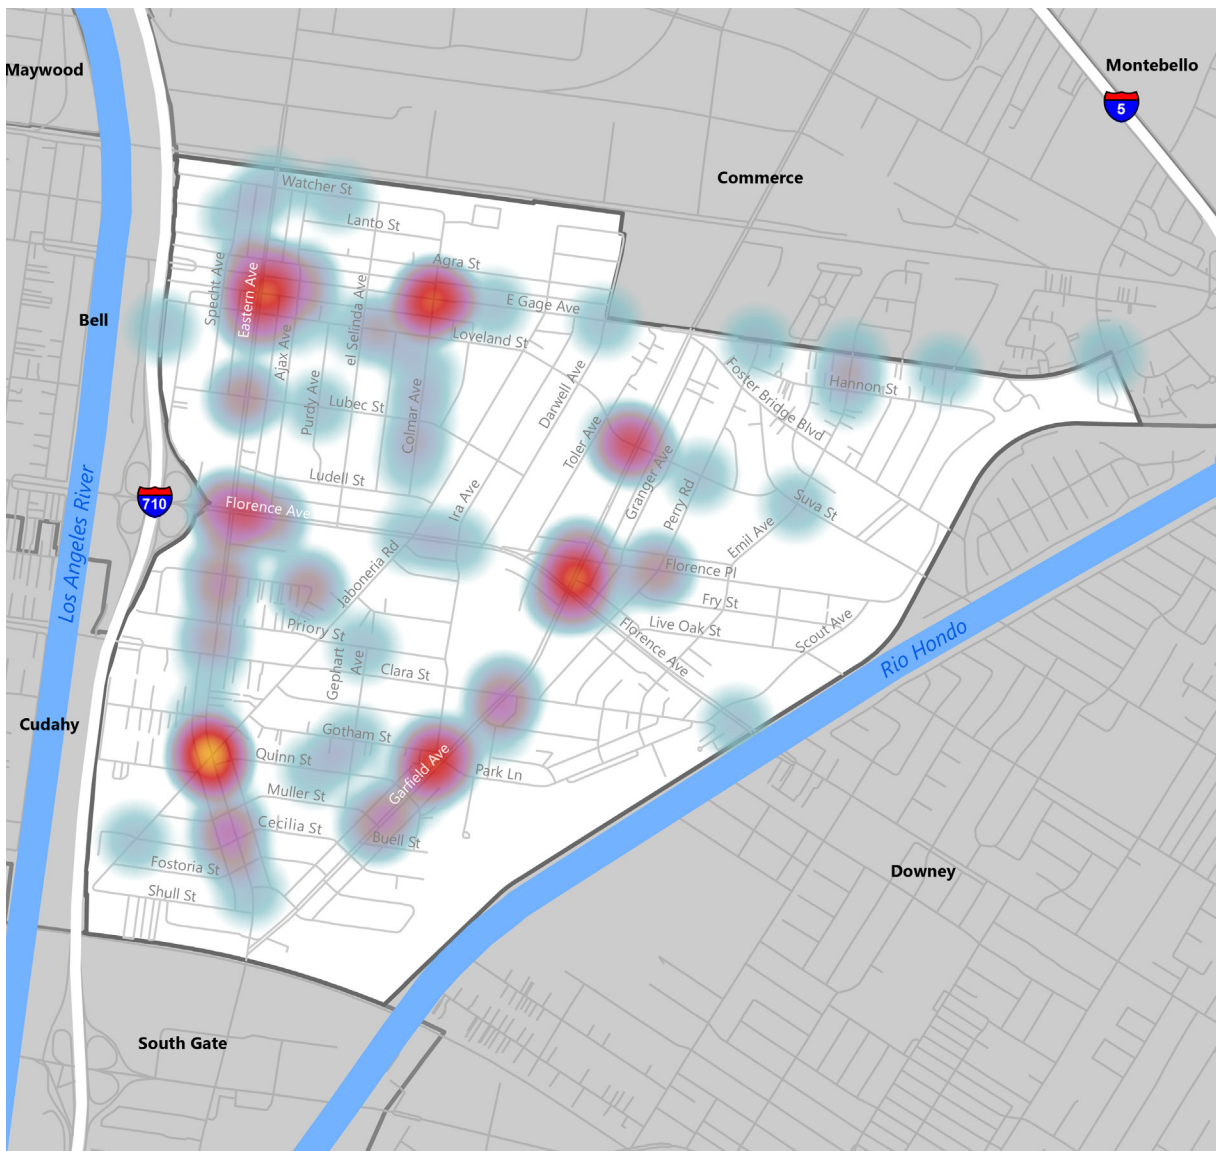 Maywood
Montebello
5
Commerce
Watcher St
Lanto St
Agra St
Specht Ave
Eastern Ave
E Gage Ave
Bell
el Selinda Ave
Ajax Ave
Loveland St
Purdy Ave
Lubec St
Colmar Ave
Darwell Ave
Foster Bridge Blvd
Hannon St
Toler Ave
Granger Ave
Perry Rd
Suva St
Emil Ave
Ludell St
Ira Ave
710
Los Angeles River
Florence Ave
Jaboneria Rd
Florence Pl
Fry St
Live Oak St
Scout Ave
Florence Ave
Rio Hondo
Priory St
Gephart
Ave
Clara St
Cudahy
Gotham St
Quinn St
Garfield Ave
Park Ln
Muller St
Cecilia St
Buell St
Fostoria St
Shull St
Downey
South Gate